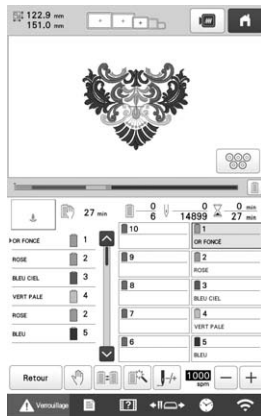 122.9 mm
151.0 mm
27 min
0
6
0
14899
0
27 min
OR FONCÉ 1
ROSE 2
BLEU CIEL 3
VERT PALE 4
ROSE 2
BLEU 5
10
9
8
7
6
1
OR FONCÉ
2
ROSE
3
BLEU CIEL
4
VERT PALE
5
BLEU
Retour
1000
spm
Verrouillage